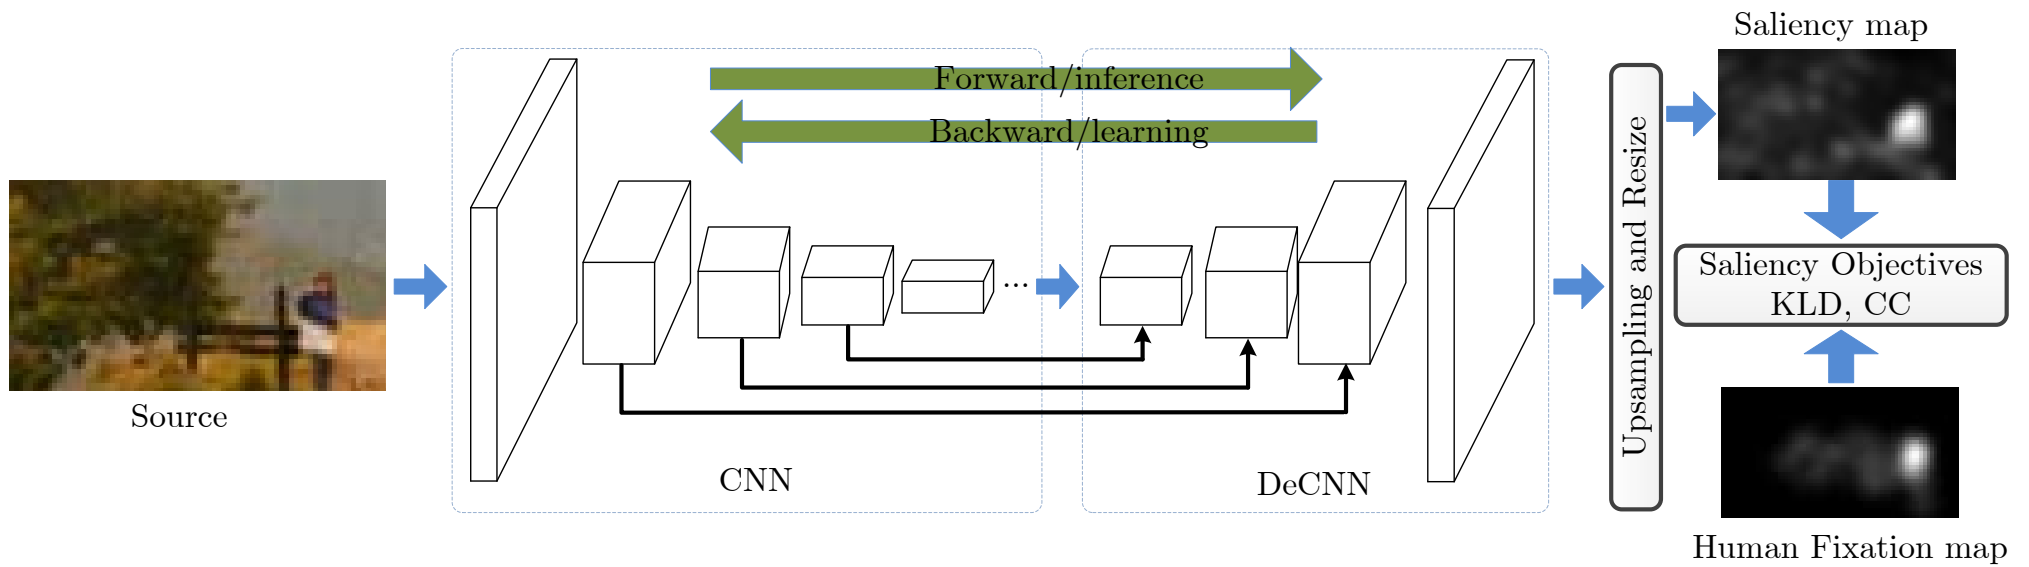 Saliency map
Forward/inference
Backward/learning
Source
...
CNN
DeCNN
Upsampling and Resize
Saliency Objectives
KLD, CC
Human Fixation map